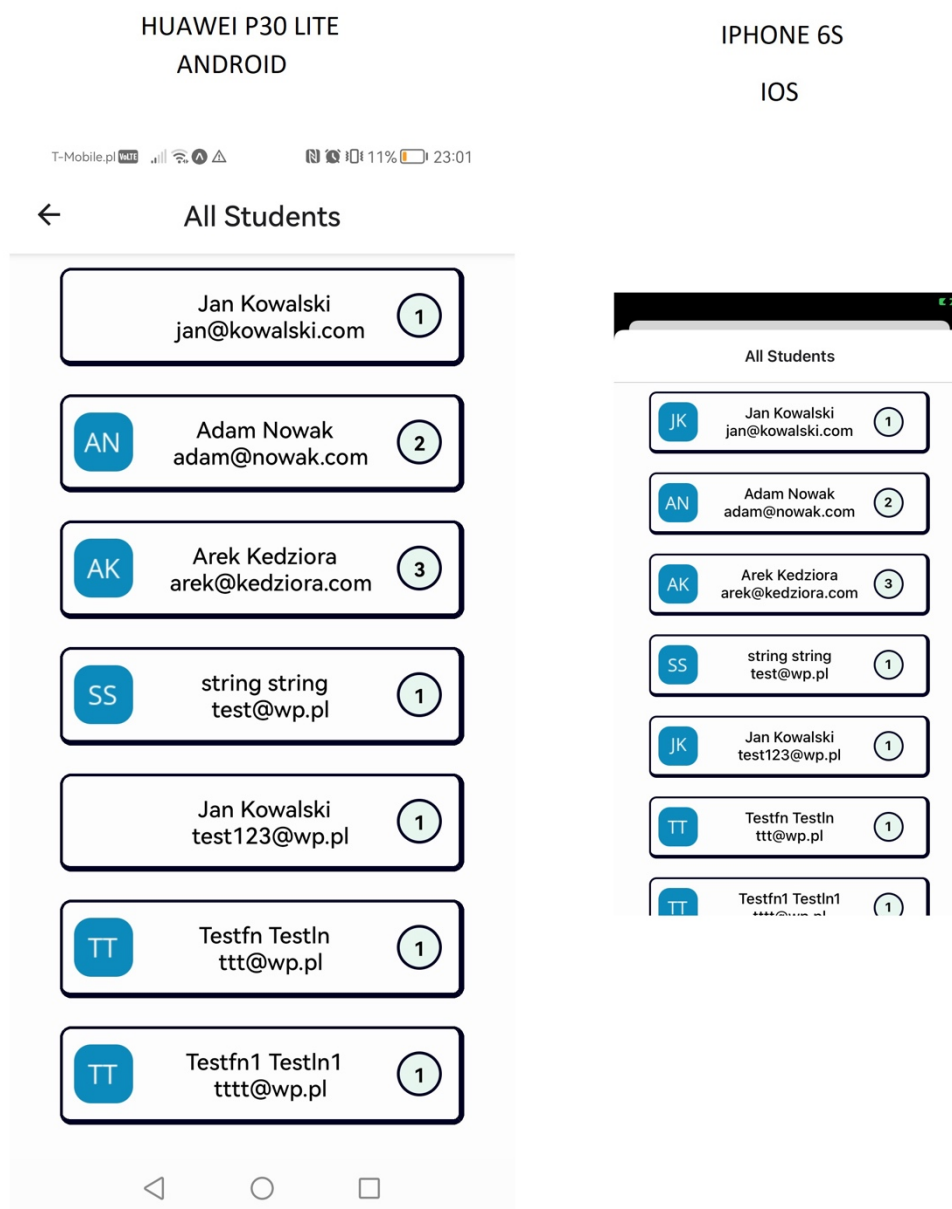 HUAWEI P30 LITE
ANDROID
T-Mobile.pl VoLTE 11% 23:01
All Students
Jan Kowalski
jan@kowalski.com
1
AN
Adam Nowak
adam@nowak.com
2
AK
Arek Kedziora
arek@kedziora.com
3
SS
string string
test@wp.pl
1
Jan Kowalski
test123@wp.pl
1
TT
Testfn Testln
ttt@wp.pl
1
TT
Testfn1 Testln1
tttt@wp.pl
1
IPHONE 6S
IOS
All Students
JK
Jan Kowalski
jan@kowalski.com
1
AN
Adam Nowak
adam@nowak.com
2
AK
Arek Kedziora
arek@kedziora.com
3
SS
string string
test@wp.pl
1
JK
Jan Kowalski
test123@wp.pl
1
TT
Testfn Testln
ttt@wp.pl
1
TT
Testfn1 Testln1
1